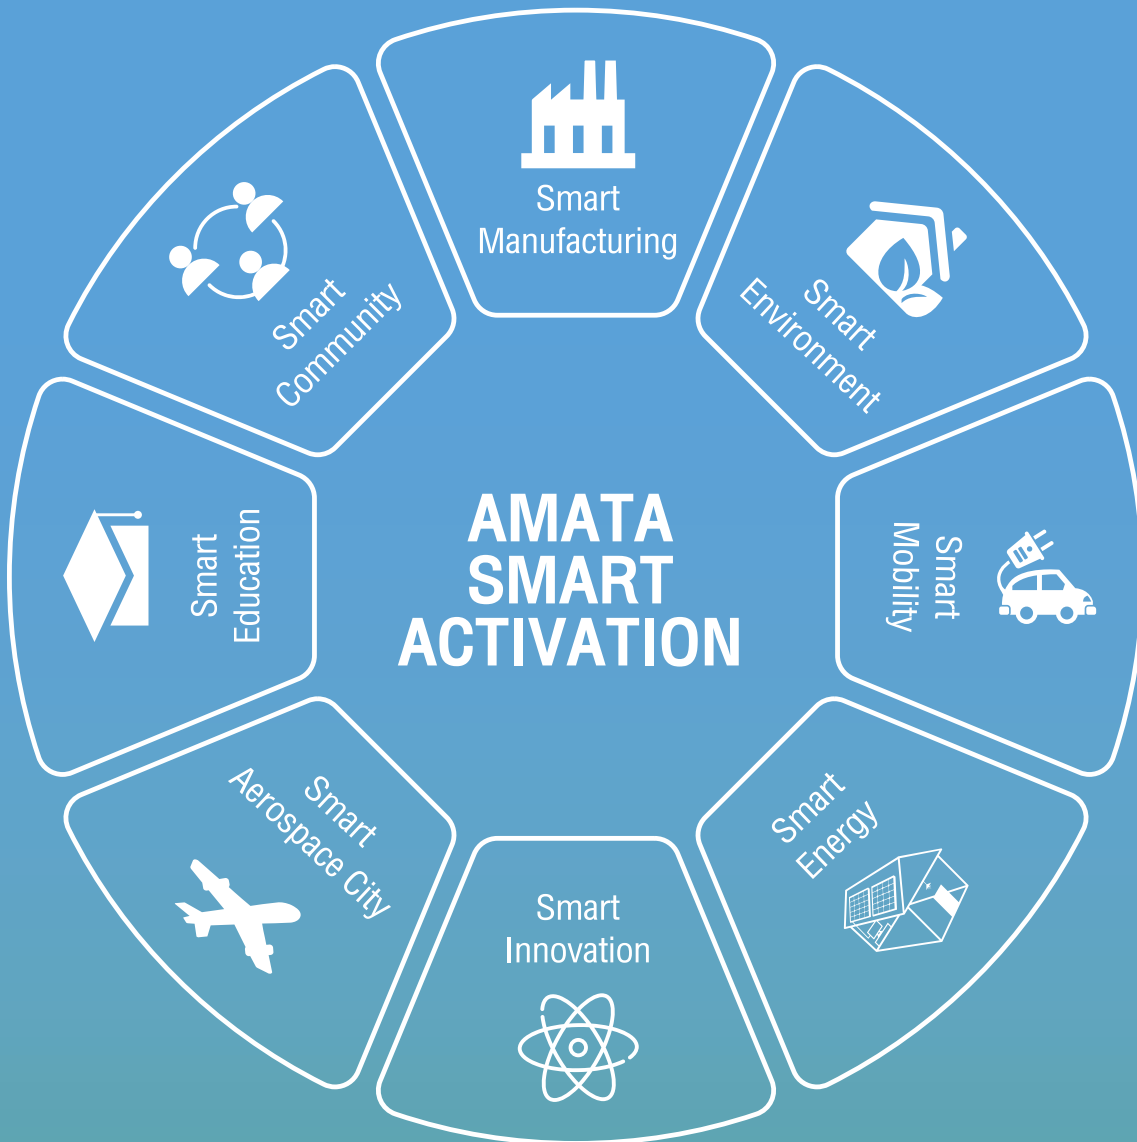 Smart
Manufacturing
Smart
Environment
Smart
Mobility
Smart
Energy
Smart
Innovation
Smart
Aerospace City
Smart
Education
Smart
Community
AMATA
SMART
ACTIVATION